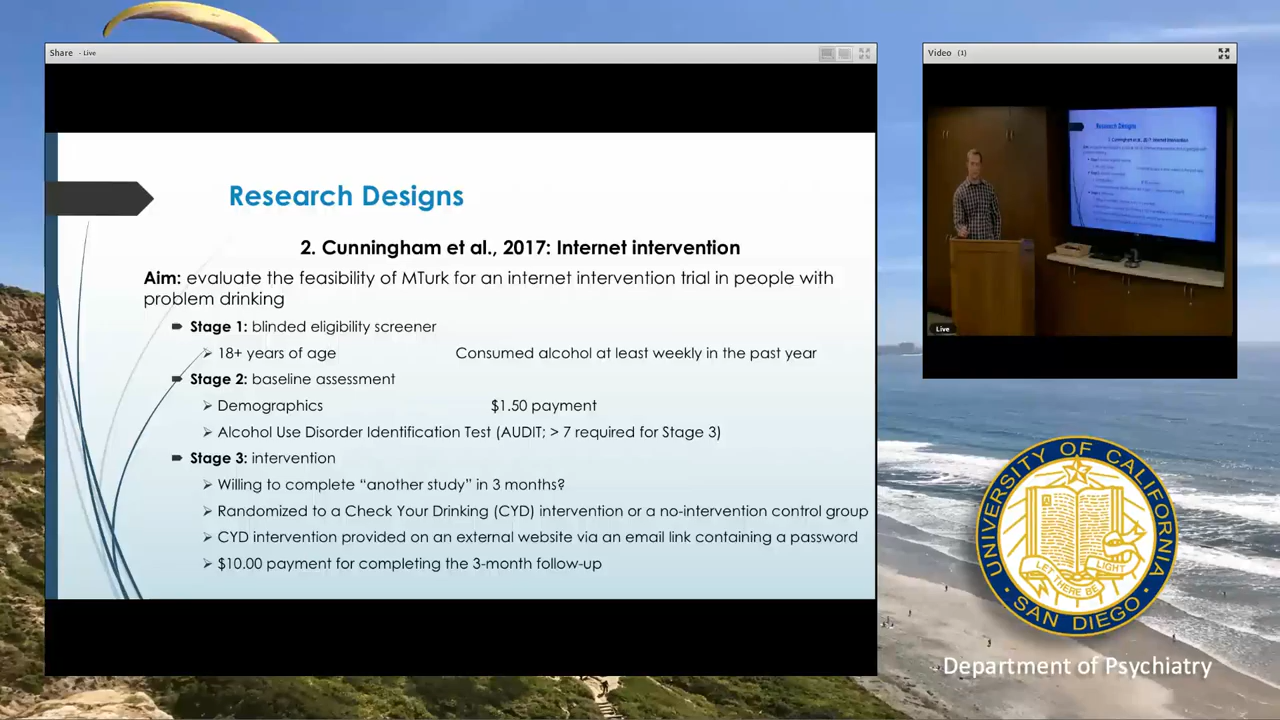 Share - Live
Video (1)
Research Designs
2. Cunningham et al., 2017: Internet intervention
Aim: evaluate the feasibility of MTurk for an internet intervention trial in people with
problem drinking
Stage 1: blinded eligibility screener
18+ years of age Consumed alcohol at least weekly in the past year
Stage 2: baseline assessment
Demographics $1.50 payment
Alcohol Use Disorder Identification Test (AUDIT; > 7 required for Stage 3)
Stage 3: intervention
Willing to complete “another study” in 3 months?
Randomized to a Check Your Drinking (CYD) intervention or a no-intervention control group
CYD intervention provided on an external website via an email link containing a password
$10.00 payment for completing the 3-month follow-up
Research Designs
Live
UNIVERSITY OF CALIFORNIA
LET THERE BE LIGHT
SAN DIEGO
Department of Psychiatry